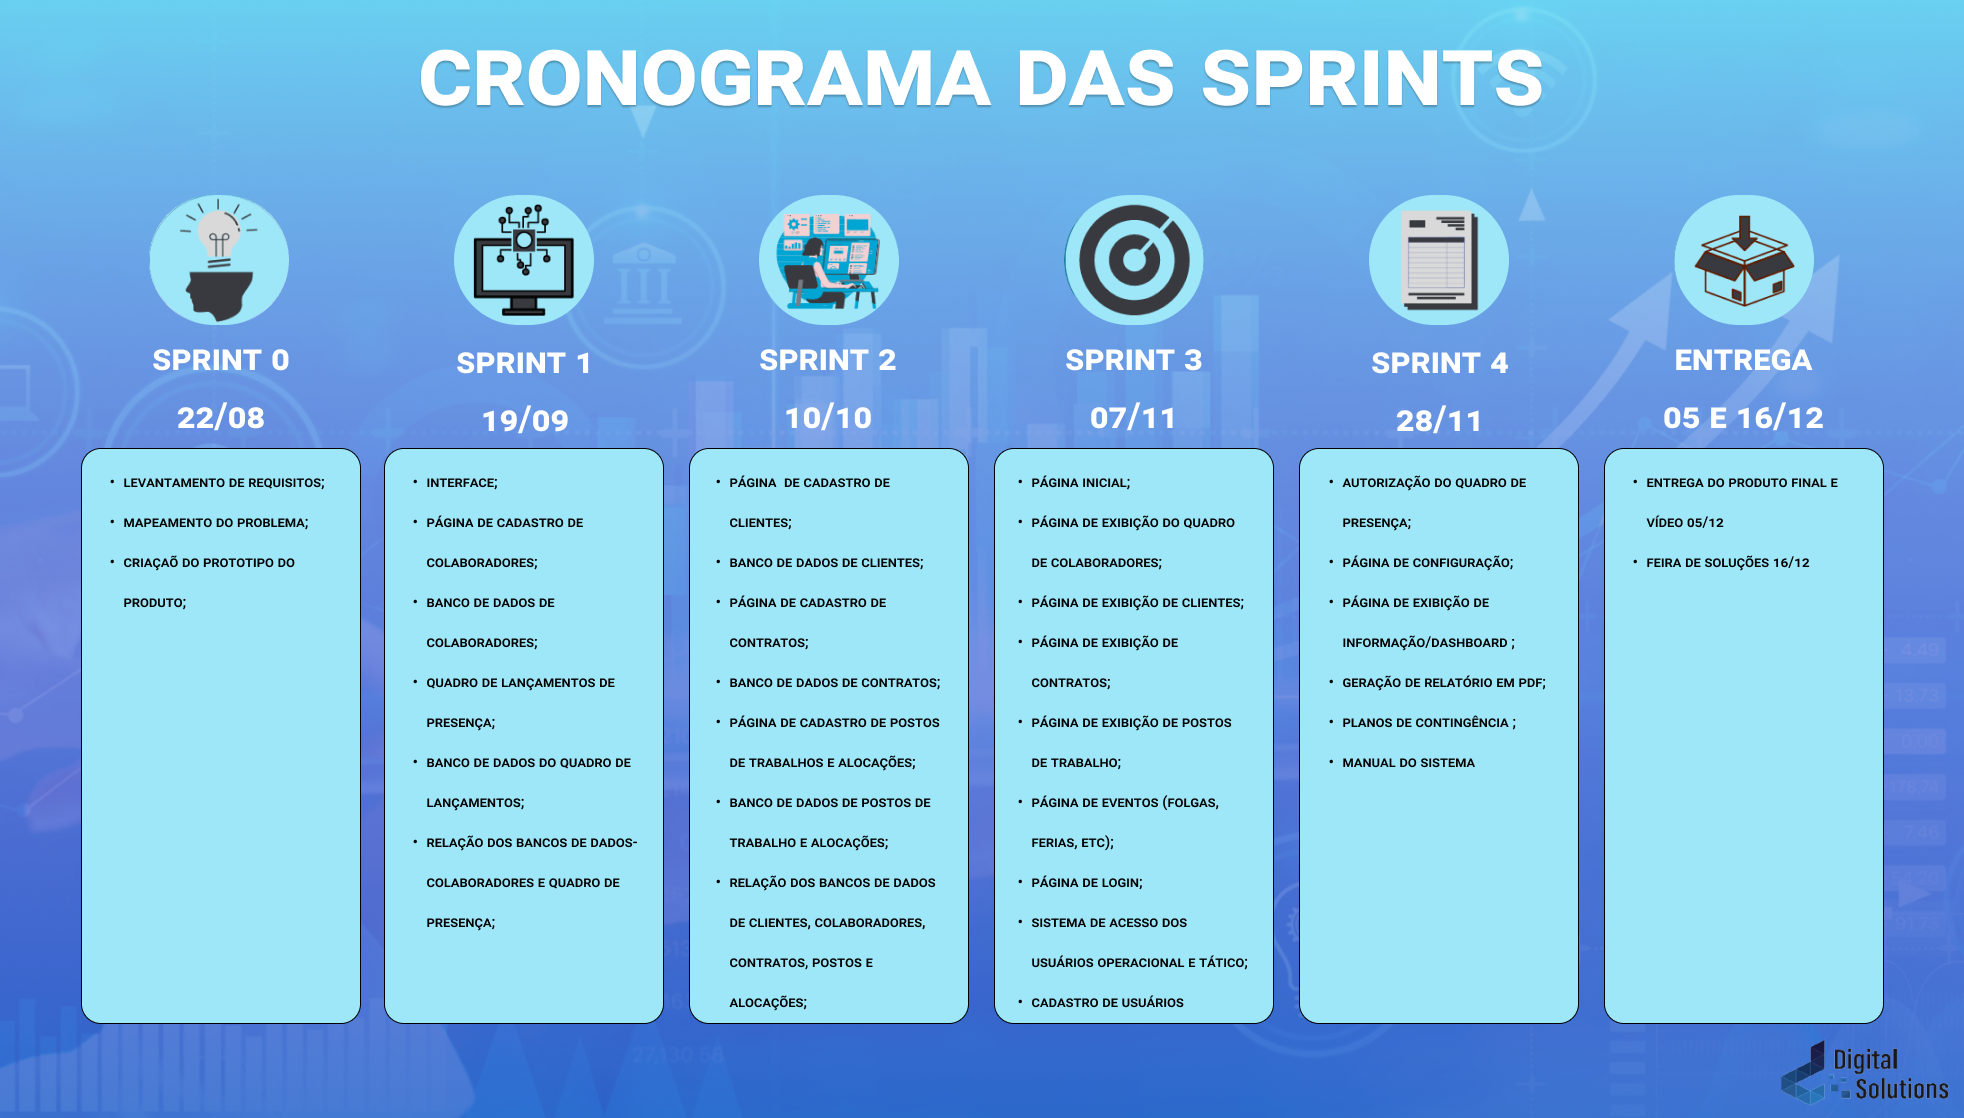 CRONOGRAMA DAS SPRINTS
SPRINT 0
22/08
• LEVANTAMENTO DE REQUISITOS;
• MAPEAMENTO DO PROBLEMA;
• CRIAÇAÕ DO PROTOTIPO DO
PRODUTO;
SPRINT 1
19/09
• INTERFACE;
• PÁGINA DE CADASTRO DE
COLABORADORES;
• BANCO DE DADOS DE
COLABORADORES;
• QUADRO DE LANÇAMENTOS DE
PRESENÇA;
• BANCO DE DADOS DO QUADRO DE
LANÇAMENTOS;
• RELAÇÃO DOS BANCOS DE DADOS-
COLABORADORES E QUADRO DE
PRESENÇA;
SPRINT 2
10/10
• PÁGINA DE CADASTRO DE
CLIENTES;
• BANCO DE DADOS DE CLIENTES;
• PÁGINA DE CADASTRO DE
CONTRATOS;
• BANCO DE DADOS DE CONTRATOS;
• PÁGINA DE CADASTRO DE POSTOS
DE TRABALHOS E ALOCAÇÕES;
• BANCO DE DADOS DE POSTOS DE
TRABALHO E ALOCAÇÕES;
• RELAÇÃO DOS BANCOS DE DADOS
DE CLIENTES, COLABORADORES,
CONTRATOS, POSTOS E
ALOCAÇÕES;
SPRINT 3
07/11
• PÁGINA INICIAL;
• PÁGINA DE EXIBIÇÃO DO QUADRO
DE COLABORADORES;
• PÁGINA DE EXIBIÇÃO DE CLIENTES;
• PÁGINA DE EXIBIÇÃO DE
CONTRATOS;
• PÁGINA DE EXIBIÇÃO DE POSTOS
DE TRABALHO;
• PÁGINA DE EVENTOS (FOLGAS,
FERIAS, ETC);
• PÁGINA DE LOGIN;
• SISTEMA DE ACESSO DOS
USUÁRIOS OPERACIONAL E TÁTICO;
• CADASTRO DE USUÁRIOS
SPRINT 4
28/11
• AUTORIZAÇÃO DO QUADRO DE
PRESENÇA;
• PÁGINA DE CONFIGURAÇÃO;
• PÁGINA DE EXIBIÇÃO DE
INFORMAÇÃO/DASHBOARD ;
• GERAÇÃO DE RELATÓRIO EM PDF;
• PLANOS DE CONTINGÊNCIA ;
• MANUAL DO SISTEMA
ENTREGA
05 E 16/12
• ENTREGA DO PRODUTO FINAL E
VÍDEO 05/12
• FEIRA DE SOLUÇÕES 16/12
4.49
13.73
7.46
27130.58
Digital
Solutions